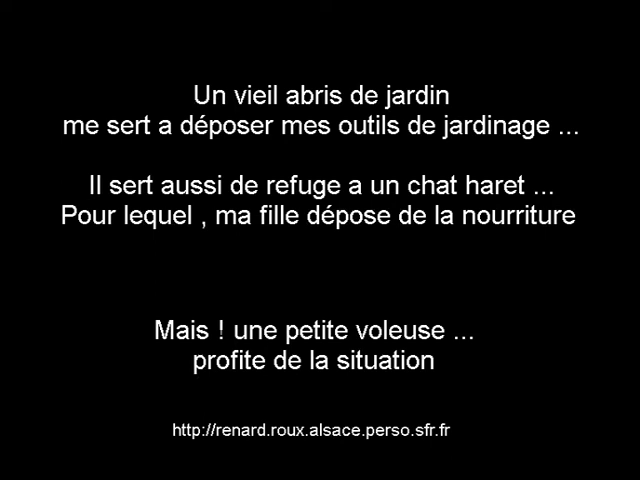 Un vieil abris de jardin
me sert a déposer mes outils de jardinage ...
Il sert aussi de refuge a un chat haret ...
Pour lequel , ma fille dépose de la nourriture
Mais ! une petite voleuse ...
profite de la situation
http://renard.roux.alsace.perso.sfr.fr